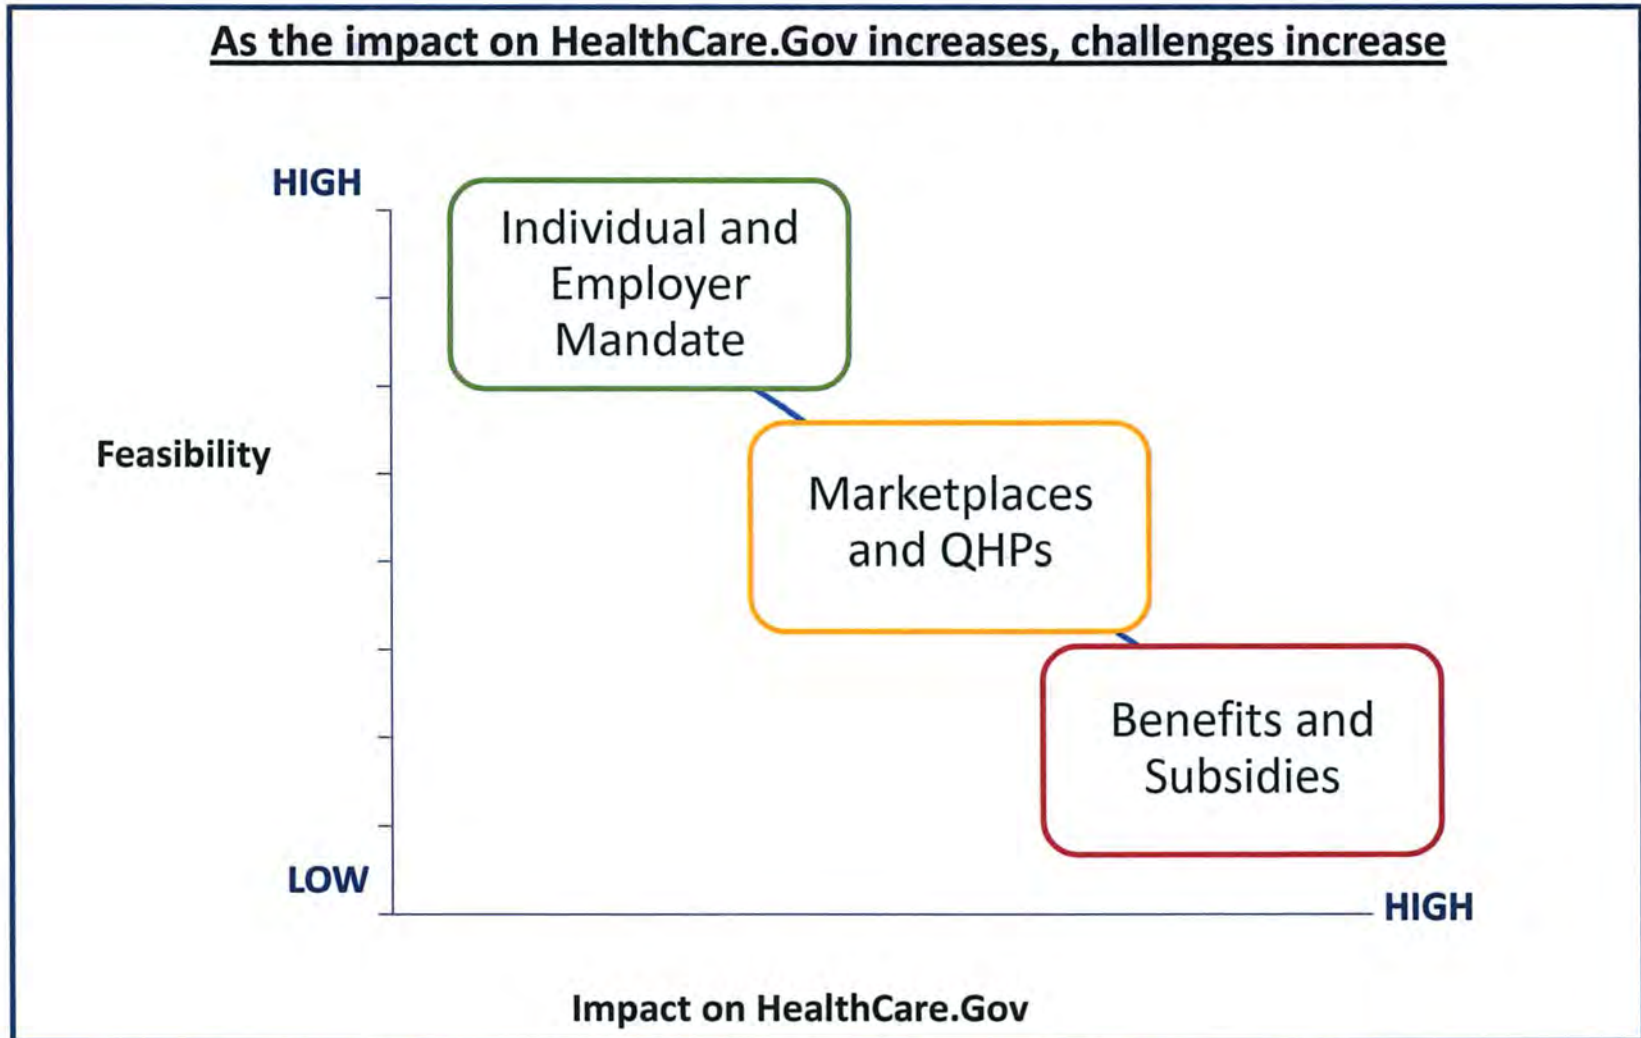 As the impact on HealthCare.Gov increases, challenges increase
HIGH
Individual and
Employer
Mandate
Feasibility
Marketplaces
and QHPs
Benefits and
Subsidies
LOW
HIGH
Impact on HealthCare.Gov